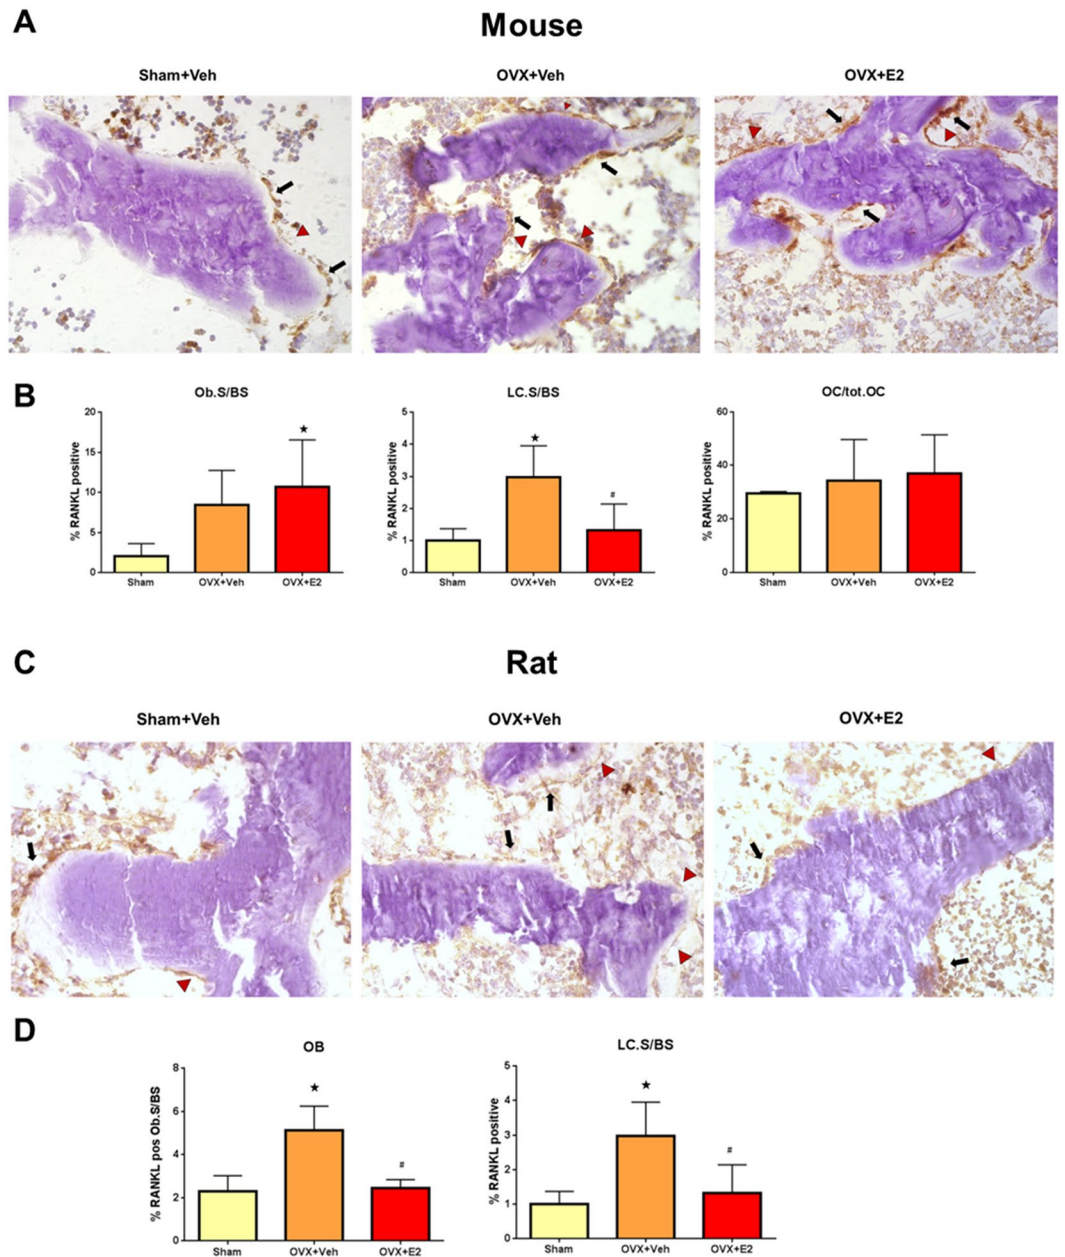 A
Mouse
Sham+Veh OVX+Veh OVX+E2
B
Ob.S/BS LC.S/BS OC/tot.OC
% RANKL positive
20
15
10
5
0
Sham OVX+Veh OVX+E2
★
% RANKL positive
5
4
3
2
1
0
Sham OVX+Veh OVX+E2
★
#
% RANKL positive
60
40
20
0
Sham OVX+Veh OVX+E2
C
Rat
Sham+Veh OVX+Veh OVX+E2
D
OB LC.S/BS
% RANKL pos Ob.S/BS
8
6
4
2
0
Sham OVX+Veh OVX+E2
★
#
% RANKL positive
5
4
3
2
1
0
Sham OVX+Veh OVX+E2
★
#